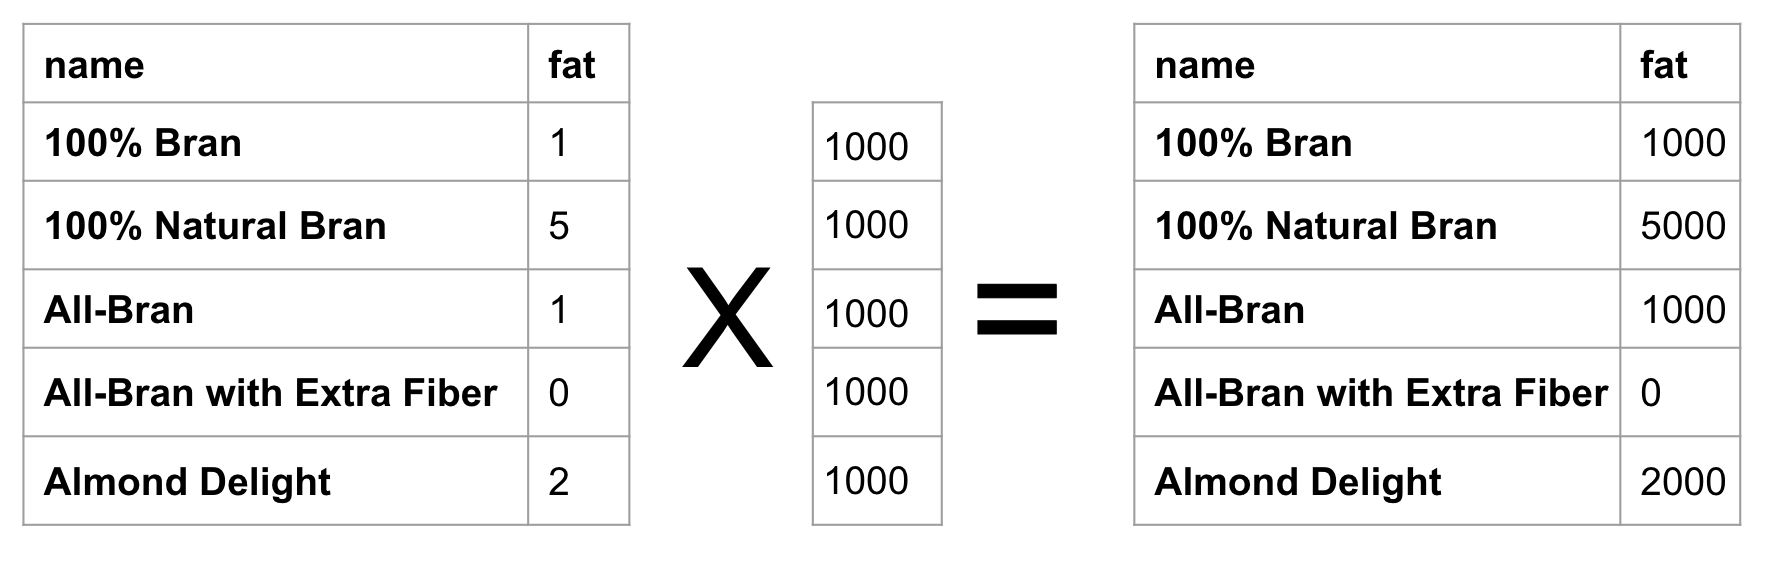 name fat
100% Bran 1
100% Natural Bran 5
All-Bran 1
All-Bran with Extra Fiber 0
Almond Delight 2
X
1000
1000
1000
1000
1000
=
name fat
100% Bran 1000
100% Natural Bran 5000
All-Bran 1000
All-Bran with Extra Fiber 0
Almond Delight 2000